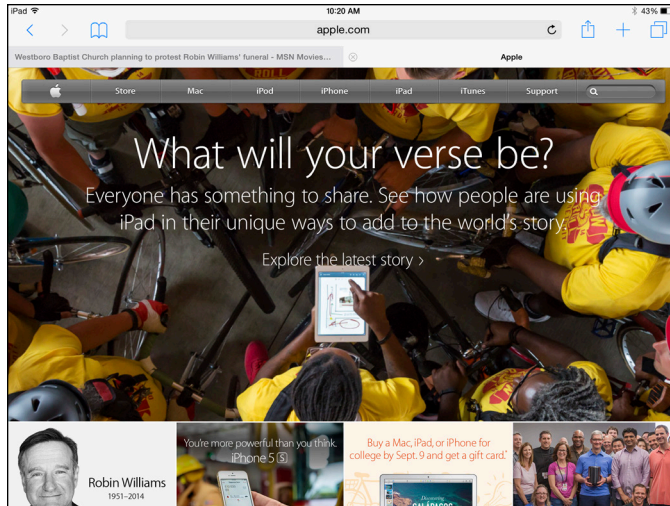 iPad
10:20 AM
43%
apple.com
Westboro Baptist Church planning to protest Robin Williams' funeral - MSN Movies...
Apple
ROLL
Store
Mac
iPod
iPhone
iPad
iTunes
Support
What will your verse be?
Everyone has something to share. See how people are using
iPad in their unique ways to add to the world's story.
Explore the latest story >
Robin Williams
1951–2014
You're more powerful than you think.
iPhone 5 S
Buy a Mac, iPad, or iPhone for
college by Sept. 9 and get a gift card.*
Discovering
GALÁPAGOS